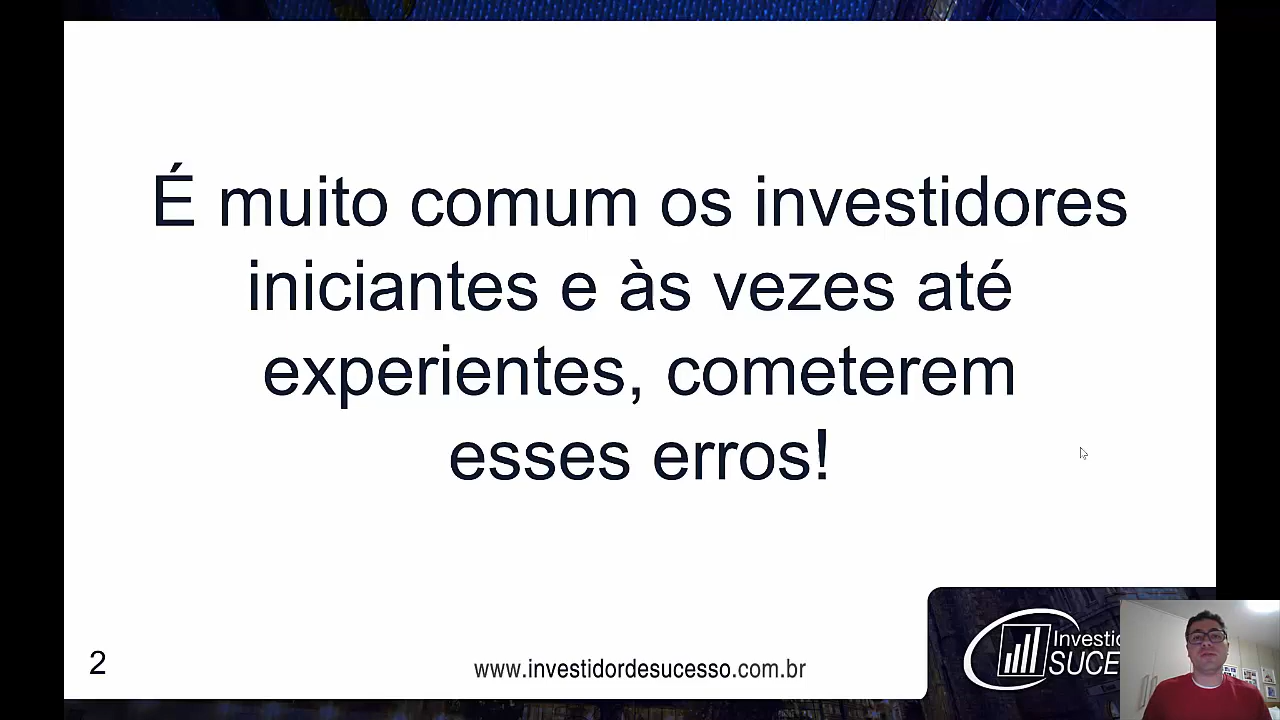 É muito comum os investidores
iniciantes e às vezes até
experientes, cometerem
esses erros!
2
www.investidordesucesso.com.br